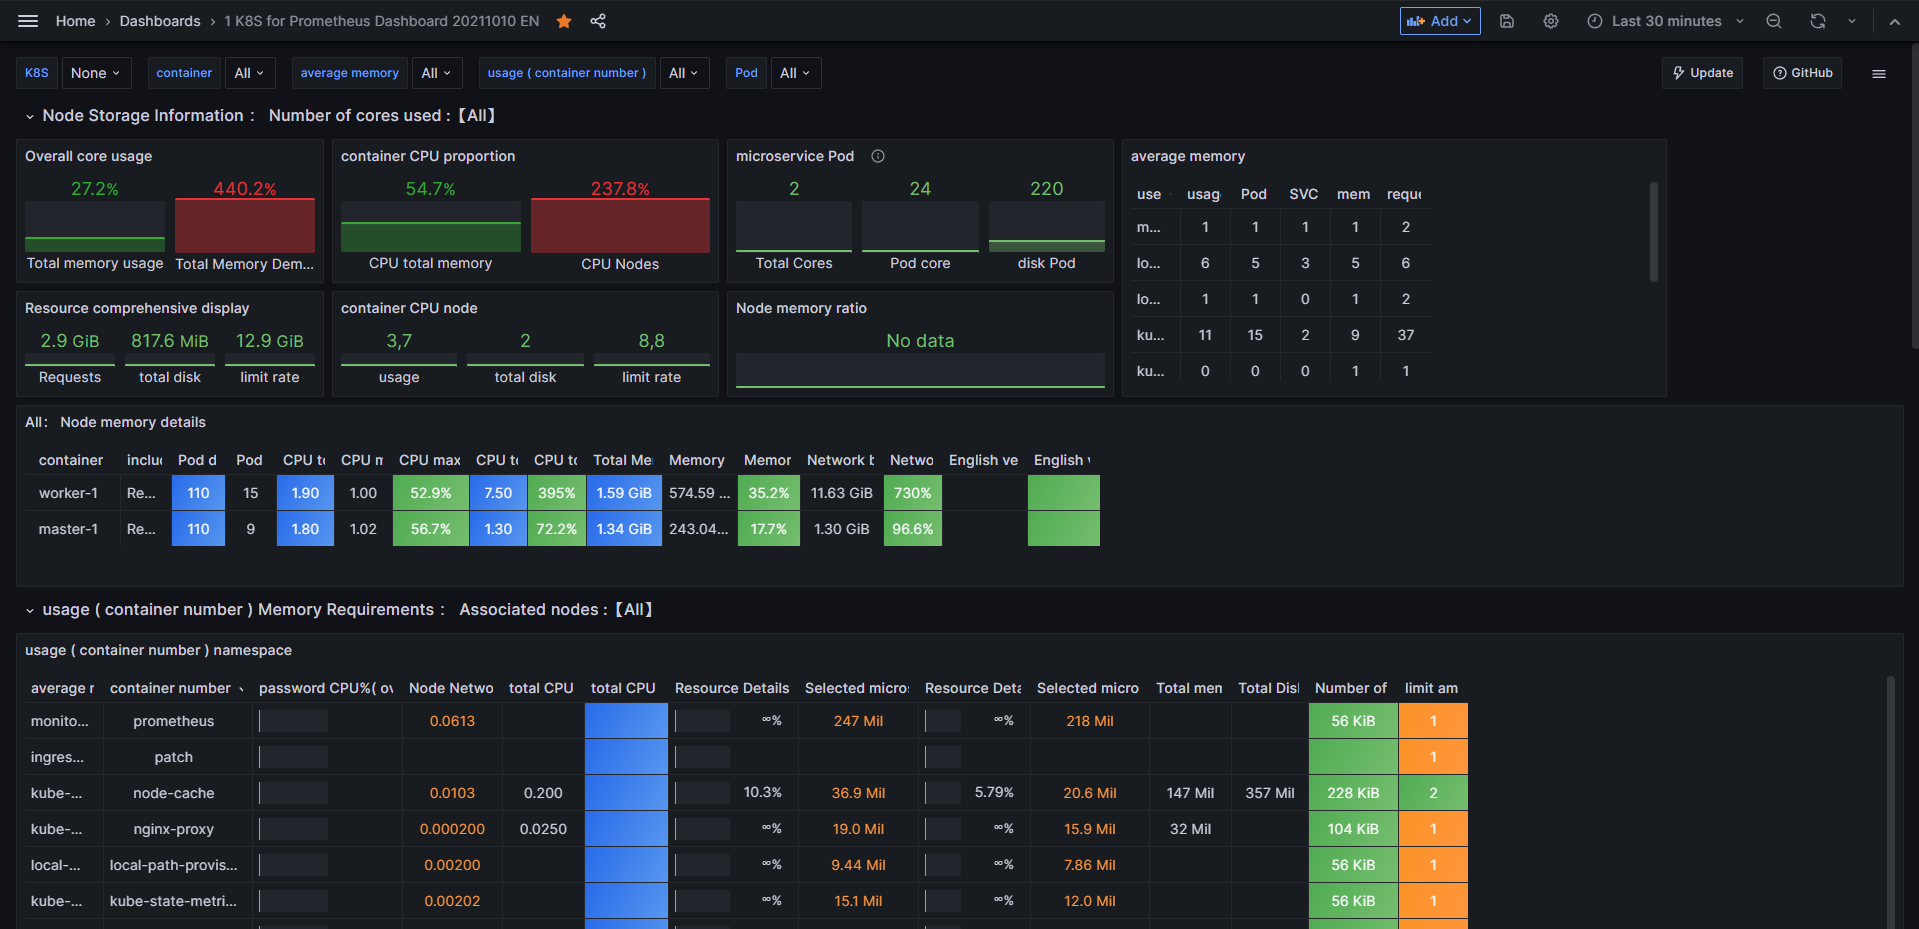 Home › Dashboards › 1 K8S for Prometheus Dashboard 20211010 EN
Add
Last 30 minutes
K8S None container All average memory All usage ( container number ) All Pod All
Update GitHub
Node Storage Information： Number of cores used :【All】
Overall core usage
27.2% 440.2%
Total memory usage Total Memory Dem...
container CPU proportion
54.7% 237.8%
CPU total memory CPU Nodes
microservice Pod
2 24 220
Total Cores Pod core disk Pod
average memory
use usag Pod SVC mem reque
m... 1 1 1 1 2
lo... 6 5 3 5 6
lo... 1 1 0 1 2
ku... 11 15 2 9 37
ku... 0 0 0 1 1
Resource comprehensive display
2.9 GiB 817.6 MiB 12.9 GiB
Requests total disk limit rate
container CPU node
3,7 2 8,8
usage total disk limit rate
Node memory ratio
No data
All： Node memory details
container inclu Pod d Pod CPU to CPU m CPU max CPU to CPU to Total Me Memory Memor Network b Netwo English ve English v
worker-1 Re... 110 15 1.90 1.00 52.9% 7.50 395% 1.59 GiB 574.59 ... 35.2% 11.63 GiB 730%
master-1 Re... 110 9 1.80 1.02 56.7% 1.30 72.2% 1.34 GiB 243.04... 17.7% 1.30 GiB 96.6%
usage ( container number ) Memory Requirements： Associated nodes :【All】
usage ( container number ) namespace
average r container number password CPU%( ov Node Netwo total CPU total CPU Resource Details Selected micro Resource Deta Selected micro Total men Total Disl Number of limit am
monito... prometheus 0.0613 ∞% 247 Mil ∞% 218 Mil 56 KiB 1
ingres... patch 1
kube-... node-cache 0.0103 0.200 10.3% 36.9 Mil 5.79% 20.6 Mil 147 Mil 357 Mil 228 KiB 2
kube-... nginx-proxy 0.000200 0.0250 ∞% 19.0 Mil ∞% 15.9 Mil 32 Mil 104 KiB 1
local-... local-path-provis... 0.00200 ∞% 9.44 Mil ∞% 7.86 Mil 56 KiB 1
kube-... kube-state-metri... 0.00202 ∞% 15.1 Mil ∞% 12.0 Mil 56 KiB 1